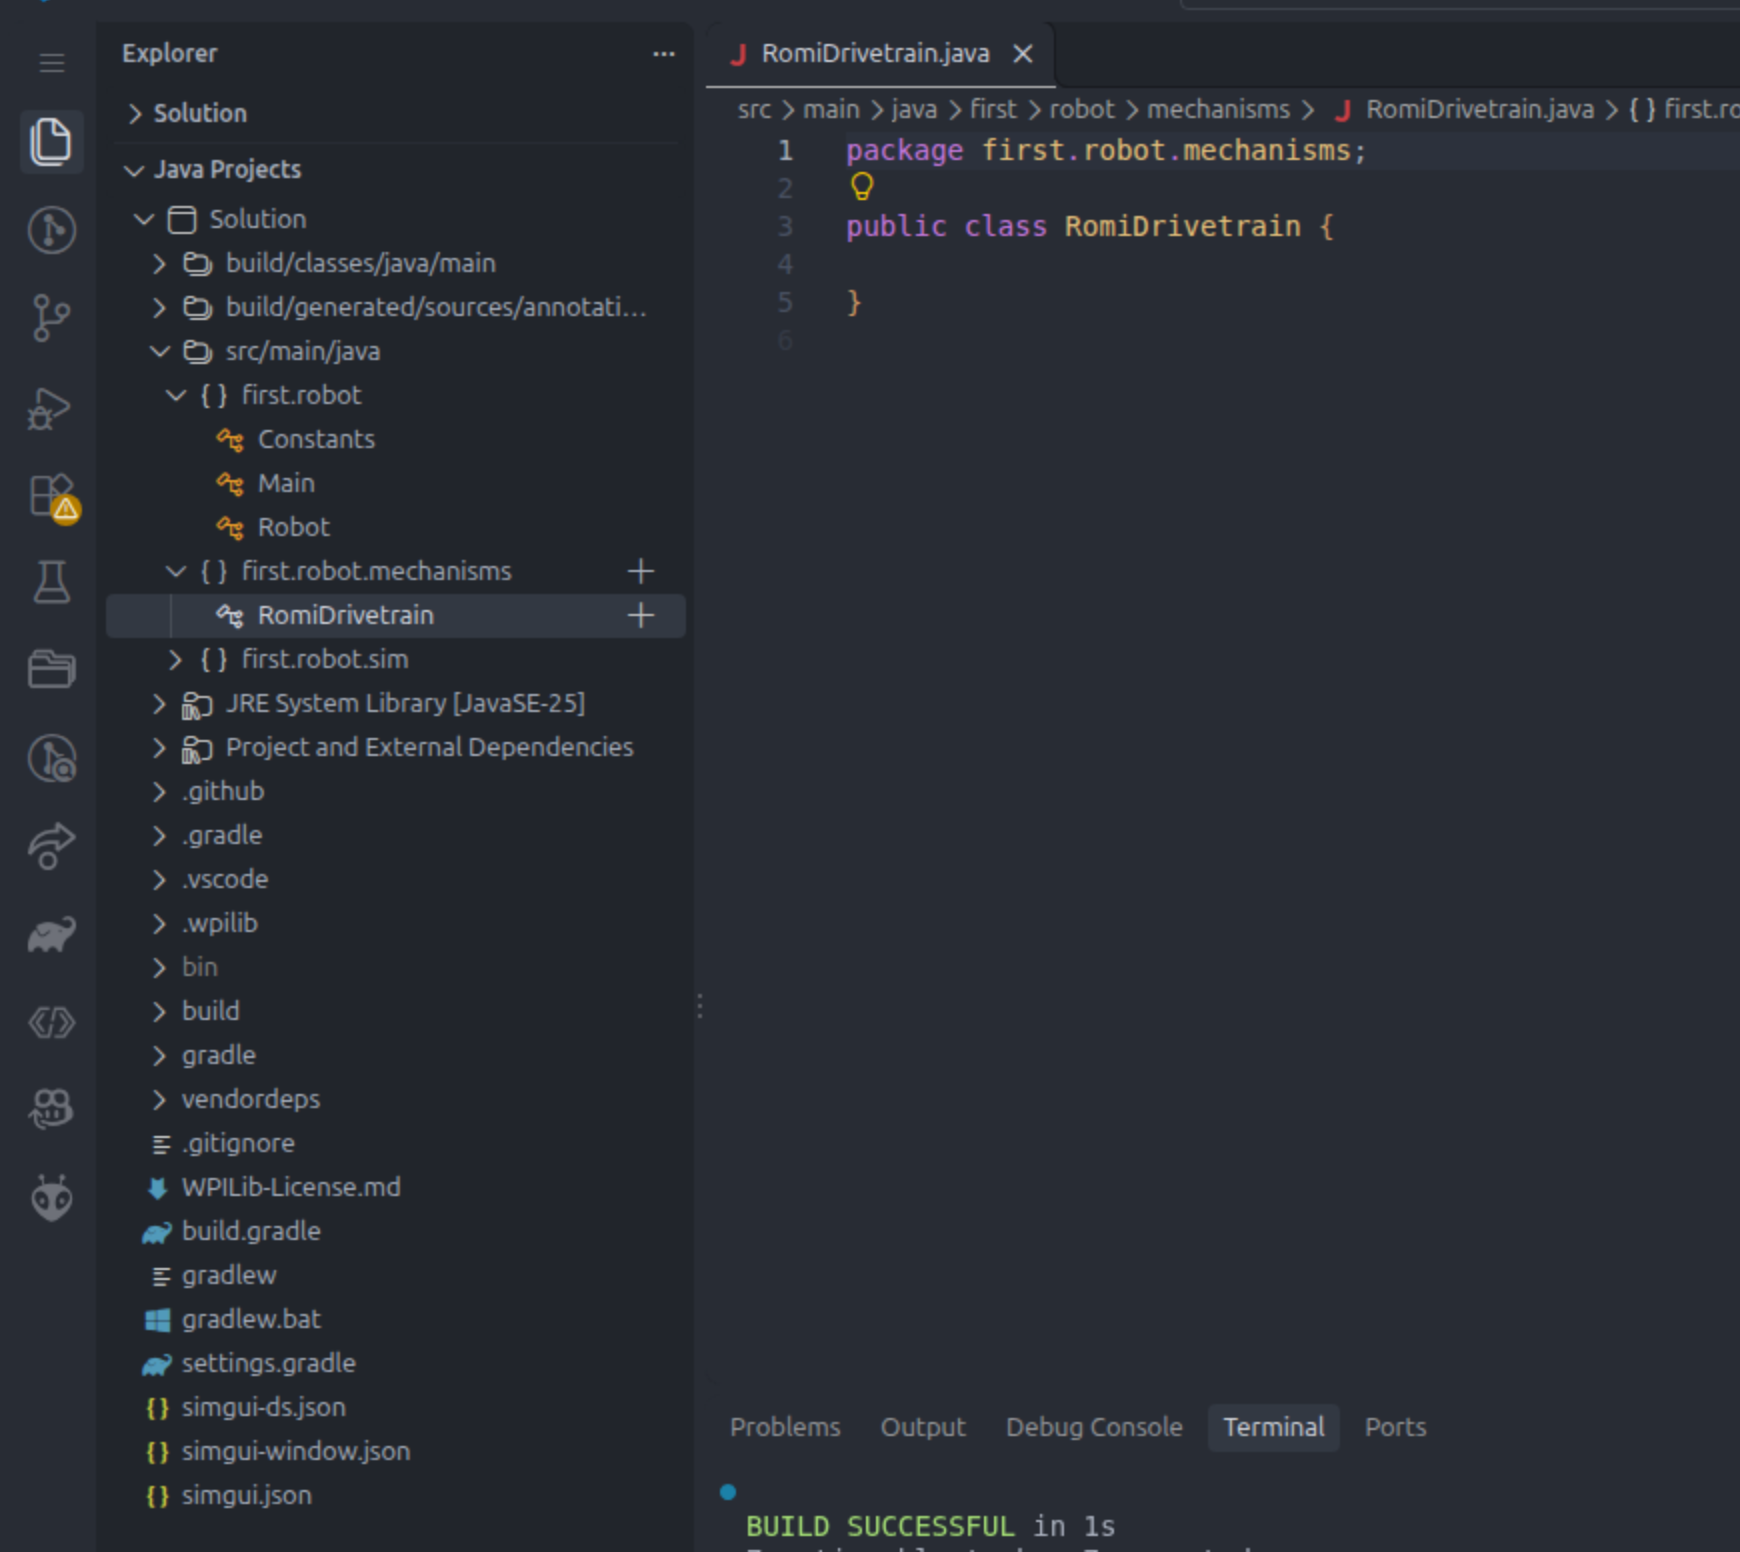 Explorer
Solution
Java Projects
Solution
build/classes/java/main
build/generated/sources/annotati...
src/main/java
first.robot
Constants
Main
Robot
first.robot.mechanisms
RomiDrivetrain
first.robot.sim
JRE System Library [JavaSE-25]
Project and External Dependencies
.github
.gradle
.vscode
.wpilib
bin
build
gradle
vendordeps
.gitignore
WPILib-License.md
build.gradle
gradlew
gradlew.bat
settings.gradle
simgui-ds.json
simgui-window.json
simgui.json
RomiDrivetrain.java
src > main > java > first > robot > mechanisms > RomiDrivetrain.java > {} first.ro
1 package first.robot.mechanisms;
2
3 public class RomiDrivetrain {
4
5 }
6
Problems Output Debug Console Terminal Ports
BUILD SUCCESSFUL in 1s